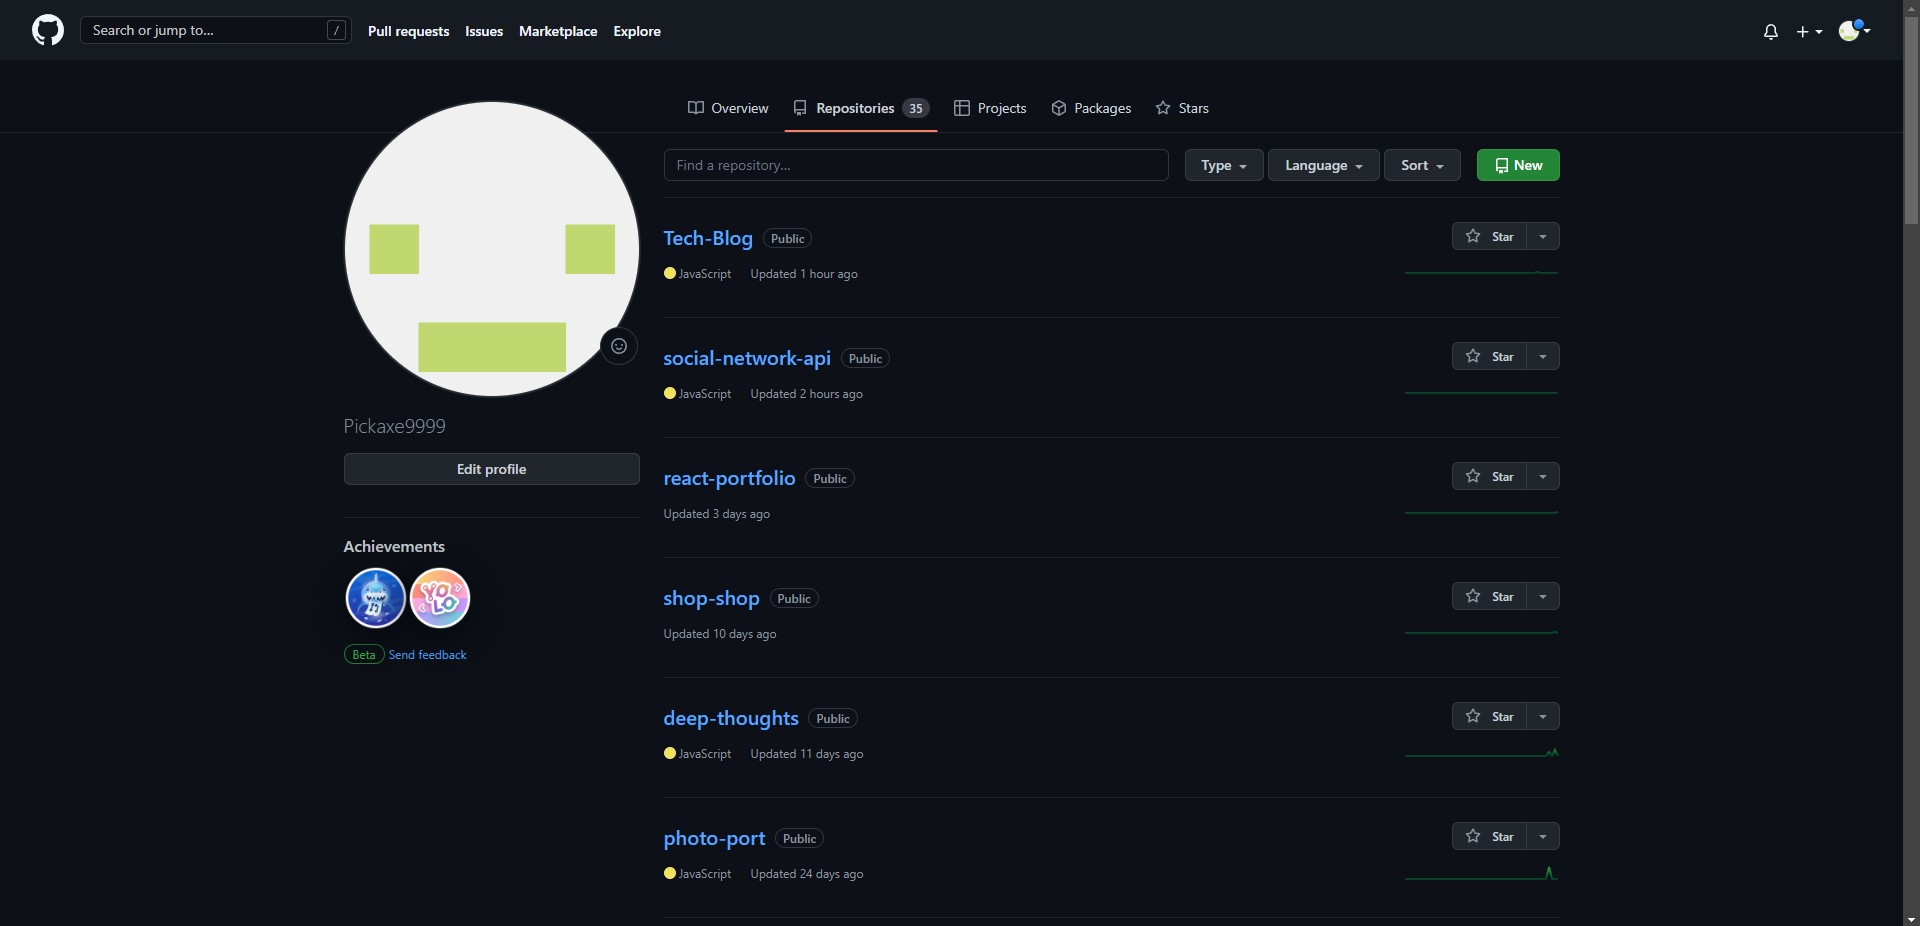 Search or jump to... /
Pull requests Issues Marketplace Explore
Overview Repositories 35 Projects Packages Stars
Find a repository... Type Language Sort New
Pickaxe9999
Edit profile
Achievements
YOLO
Beta Send feedback
Tech-Blog Public Star
JavaScript Updated 1 hour ago
social-network-api Public Star
JavaScript Updated 2 hours ago
react-portfolio Public Star
Updated 3 days ago
shop-shop Public Star
Updated 10 days ago
deep-thoughts Public Star
JavaScript Updated 11 days ago
photo-port Public Star
JavaScript Updated 24 days ago